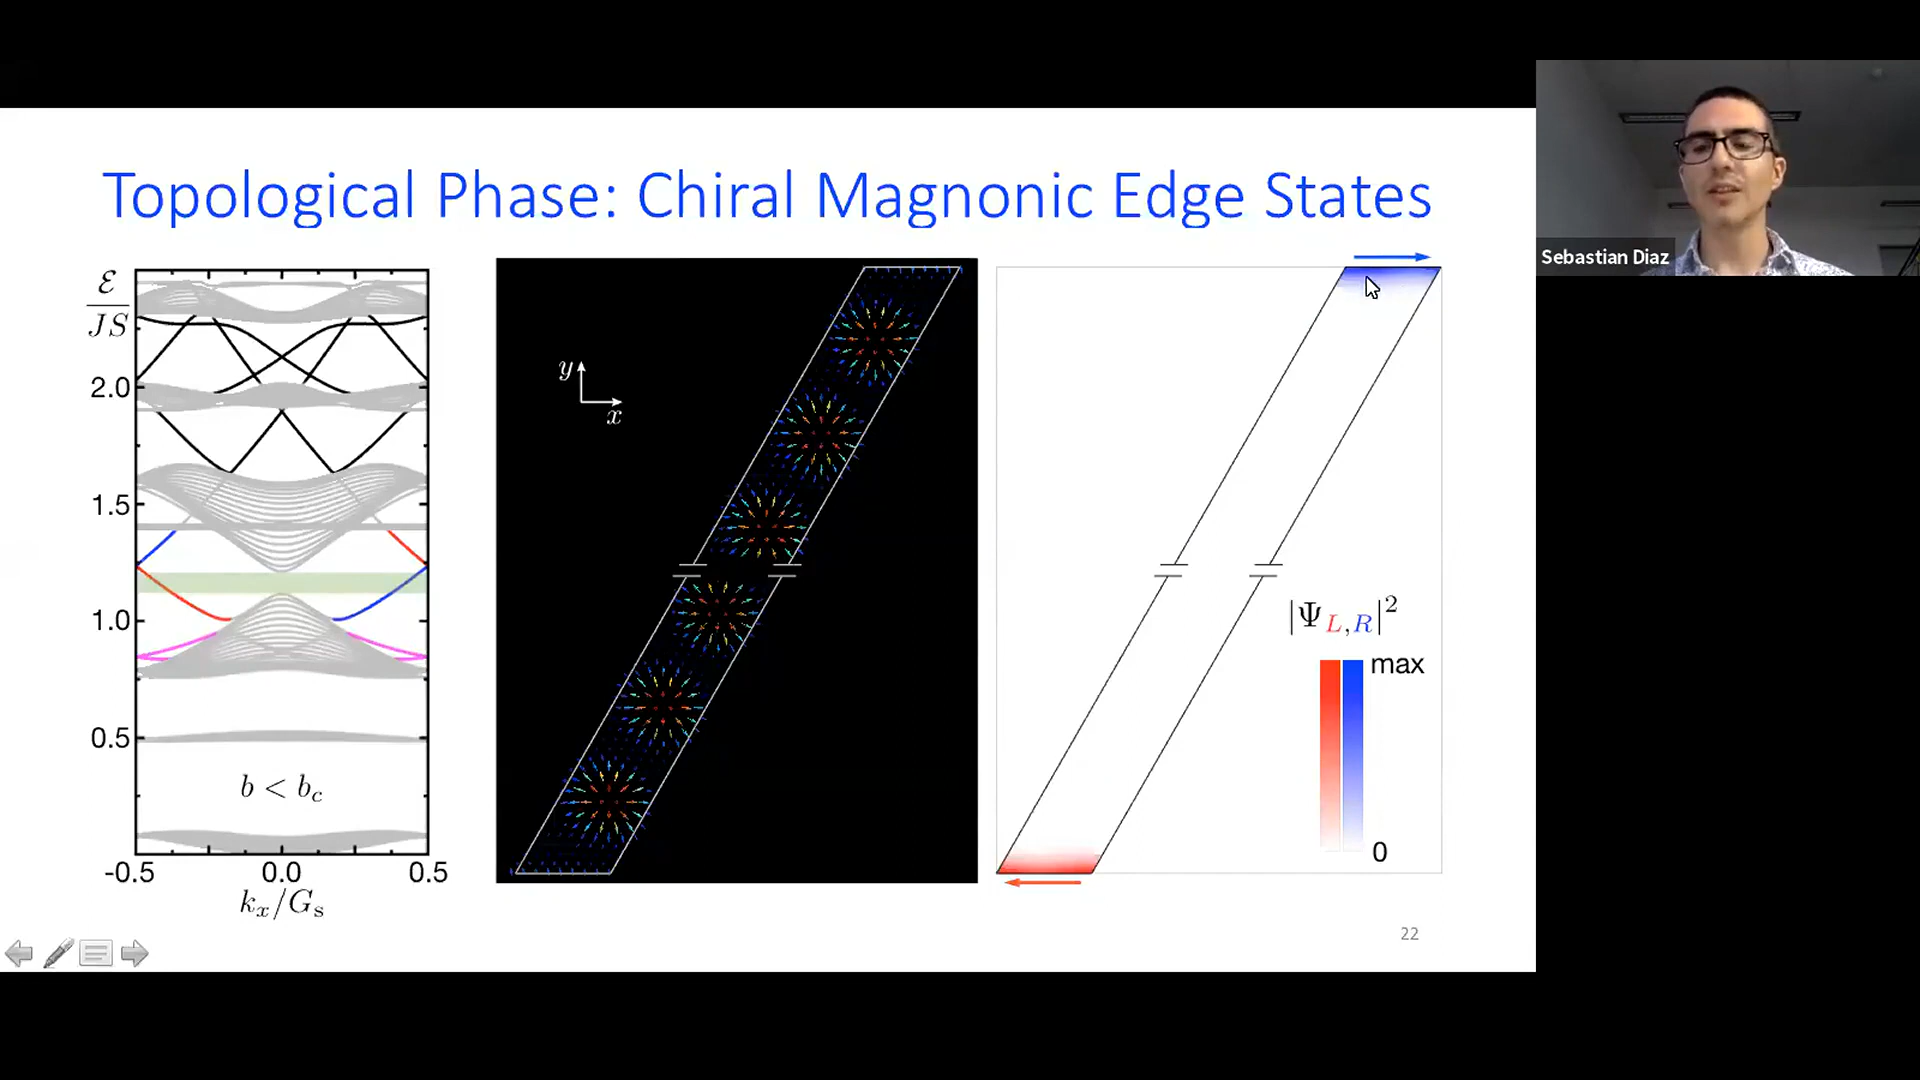 Topological Phase: Chiral Magnonic Edge States
Sebastian Diaz
ℰ
JS
2.0
1.5
1.0
0.5
b < b_c
-0.5 0.0 0.5
k_x/G_s
y
x
|Ψ_{L,R}|^2
max
0
22